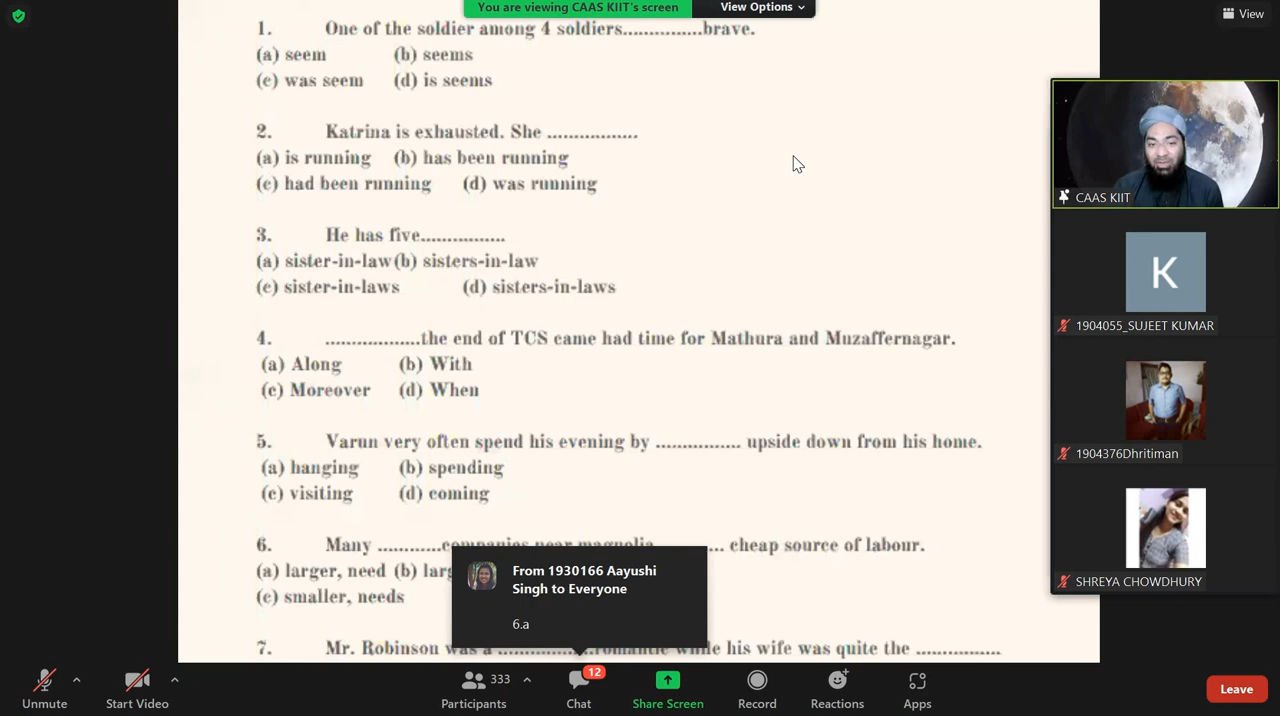 You are viewing CAAS KIIT's screen
View Options
View
1. One of the soldier among 4 soldiers...............brave.
(a) seem (b) seems
(c) was seem (d) is seems
2. Katrina is exhausted. She .................
(a) is running (b) has been running
(c) had been running (d) was running
3. He has five................
(a) sister-in-law (b) sisters-in-law
(c) sister-in-laws (d) sisters-in-laws
4. ..................the end of TCS came had time for Mathura and Muzaffernagar.
(a) Along (b) With
(c) Moreover (d) When
5. Varun very often spend his evening by ................ upside down from his home.
(a) hanging (b) spending
(c) visiting (d) coming
6. Many ............companies near magnolia ... cheap source of labour.
(a) larger, need (b)
(c) smaller, needs
7. Mr. Robinson was a ...................romantic while his wife was quite the ................
From 1930166 Aayushi
Singh to Everyone
6.a
CAAS KIIT
K
1904055_SUJEET KUMAR
1904376Dhritiman
SHREYA CHOWDHURY
Unmute
Start Video
333
Participants
12
Chat
Share Screen
Record
Reactions
Apps
Leave